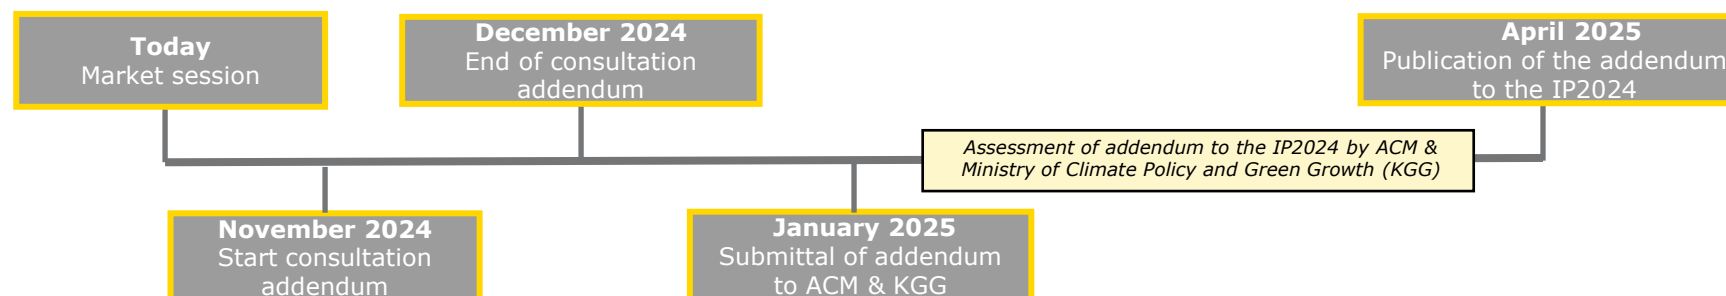 Today
Market session
December 2024
End of consultation
addendum
April 2025
Publication of the addendum
to the IP2024
Assessment of addendum to the IP2024 by ACM &
Ministry of Climate Policy and Green Growth (KGG)
November 2024
Start consultation
addendum
January 2025
Submittal of addendum
to ACM & KGG